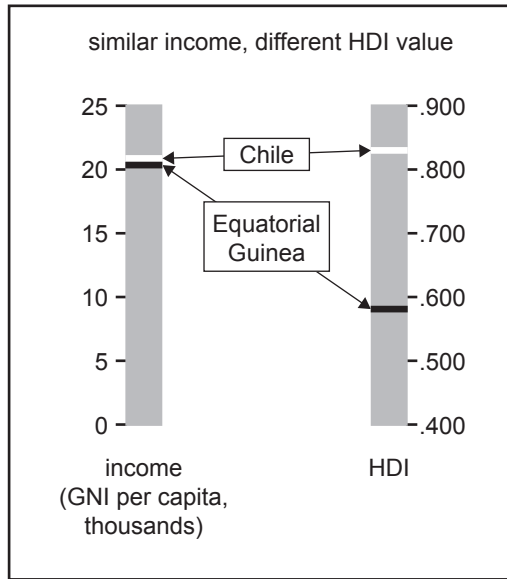 similar income, different HDI value
25
20
15
10
5
0
Chile
Equatorial
Guinea
.900
.800
.700
.600
.500
.400
income
(GNI per capita,
thousands)
HDI